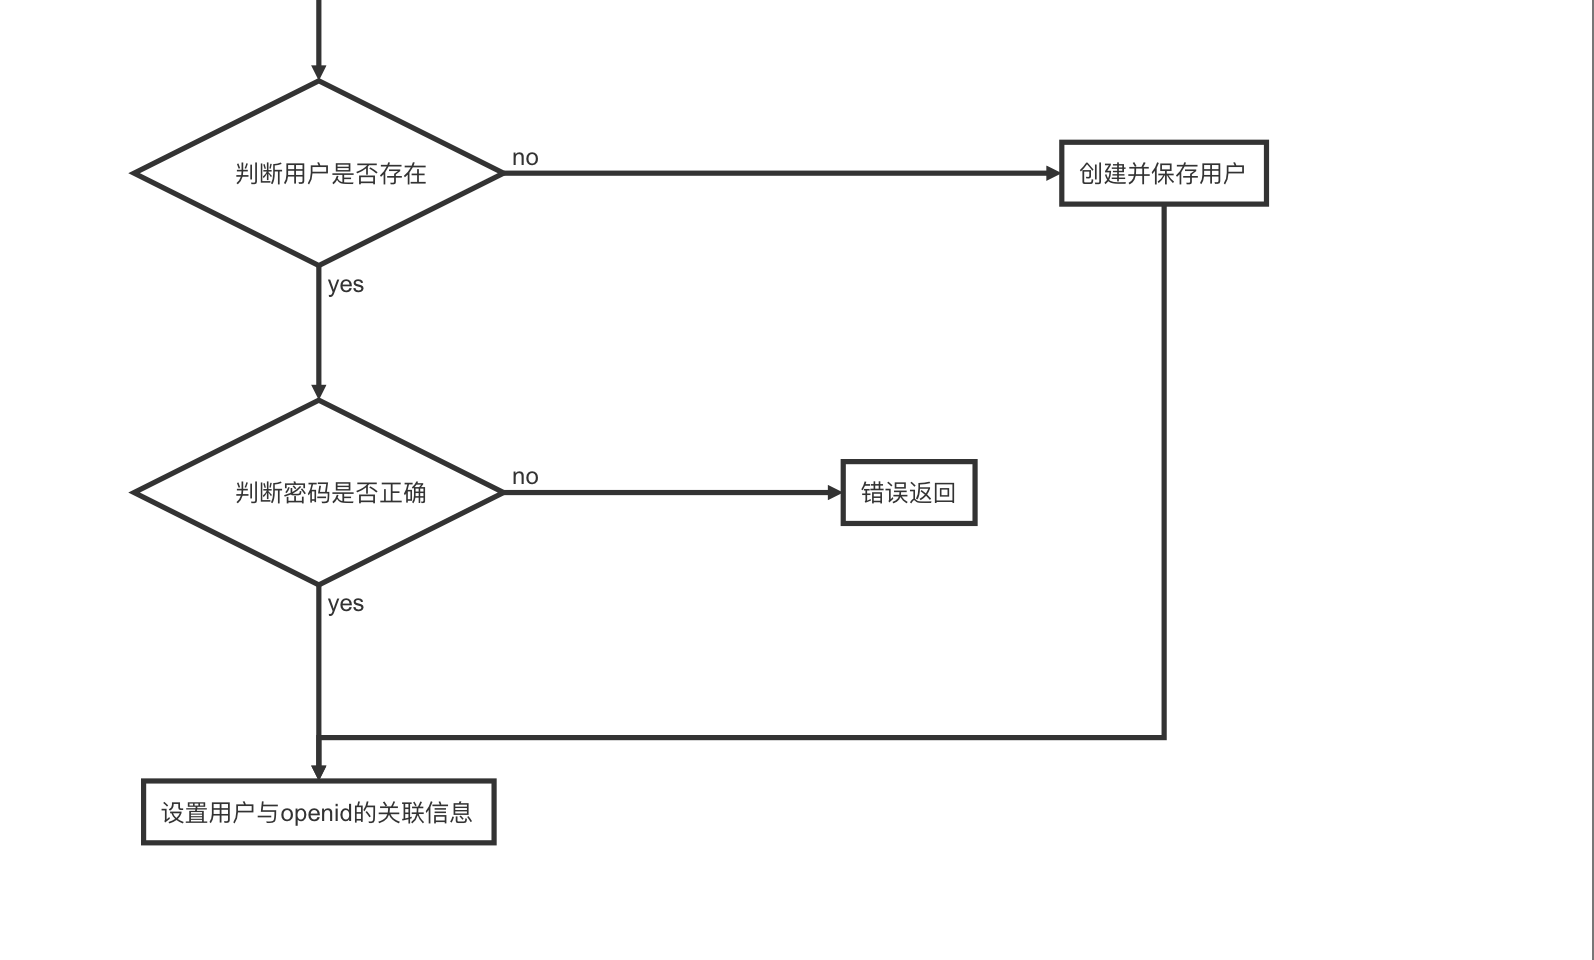 判断用户是否存在
no
创建并保存用户
yes
判断密码是否正确
no
错误返回
yes
设置用户与openid的关联信息